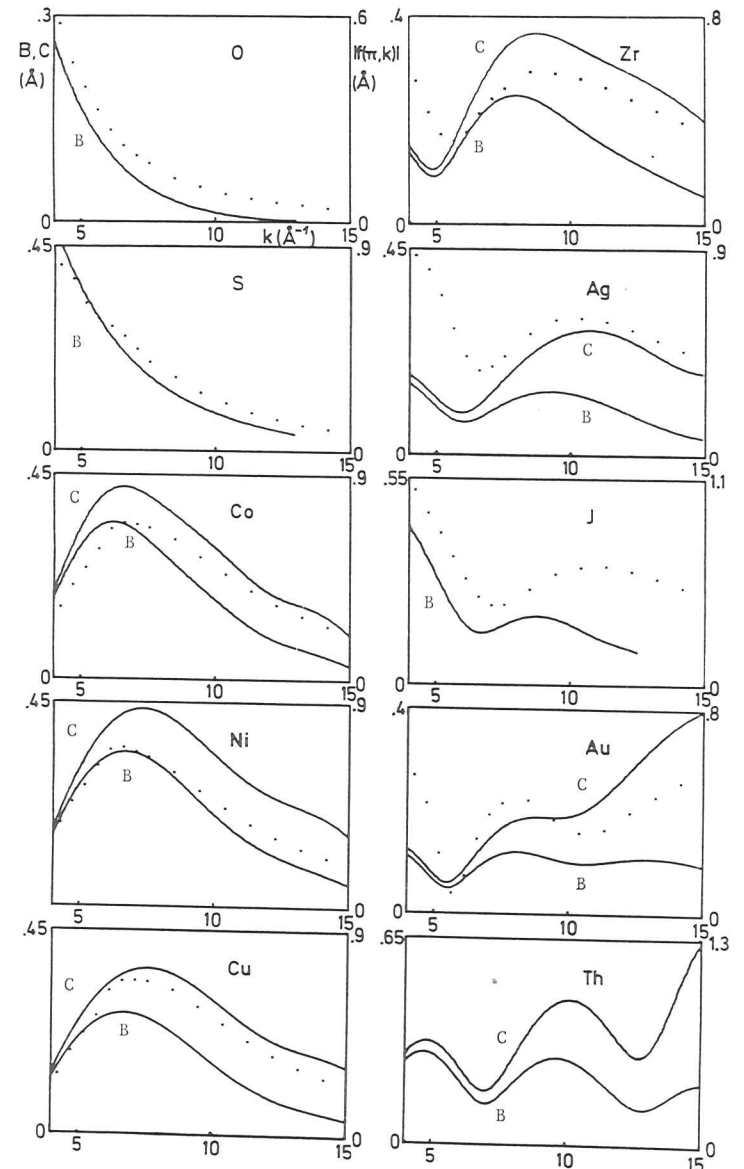 .3 .6
B,C |f(π,k)|
(Å) (Å)
O
B
0 0
5 10 15
k(Å⁻¹)
.45 .9
S
B
0 0
5 10 15
.45 .9
C
Co
B
0 0
5 10 15
.45 .9
C
Ni
B
0 0
5 10 15
.45 .9
C
Cu
B
0 0
5 10 15
.4 .8
C
Zr
B
0 0
5 10 15
.45 .9
Ag
C
B
0 0
5 10 15
.55 1.1
J
B
0 0
5 10 15
.4 .8
Au
C
B
0 0
5 10 15
.65 1.3
Th
C
B
0 0
5 10 15